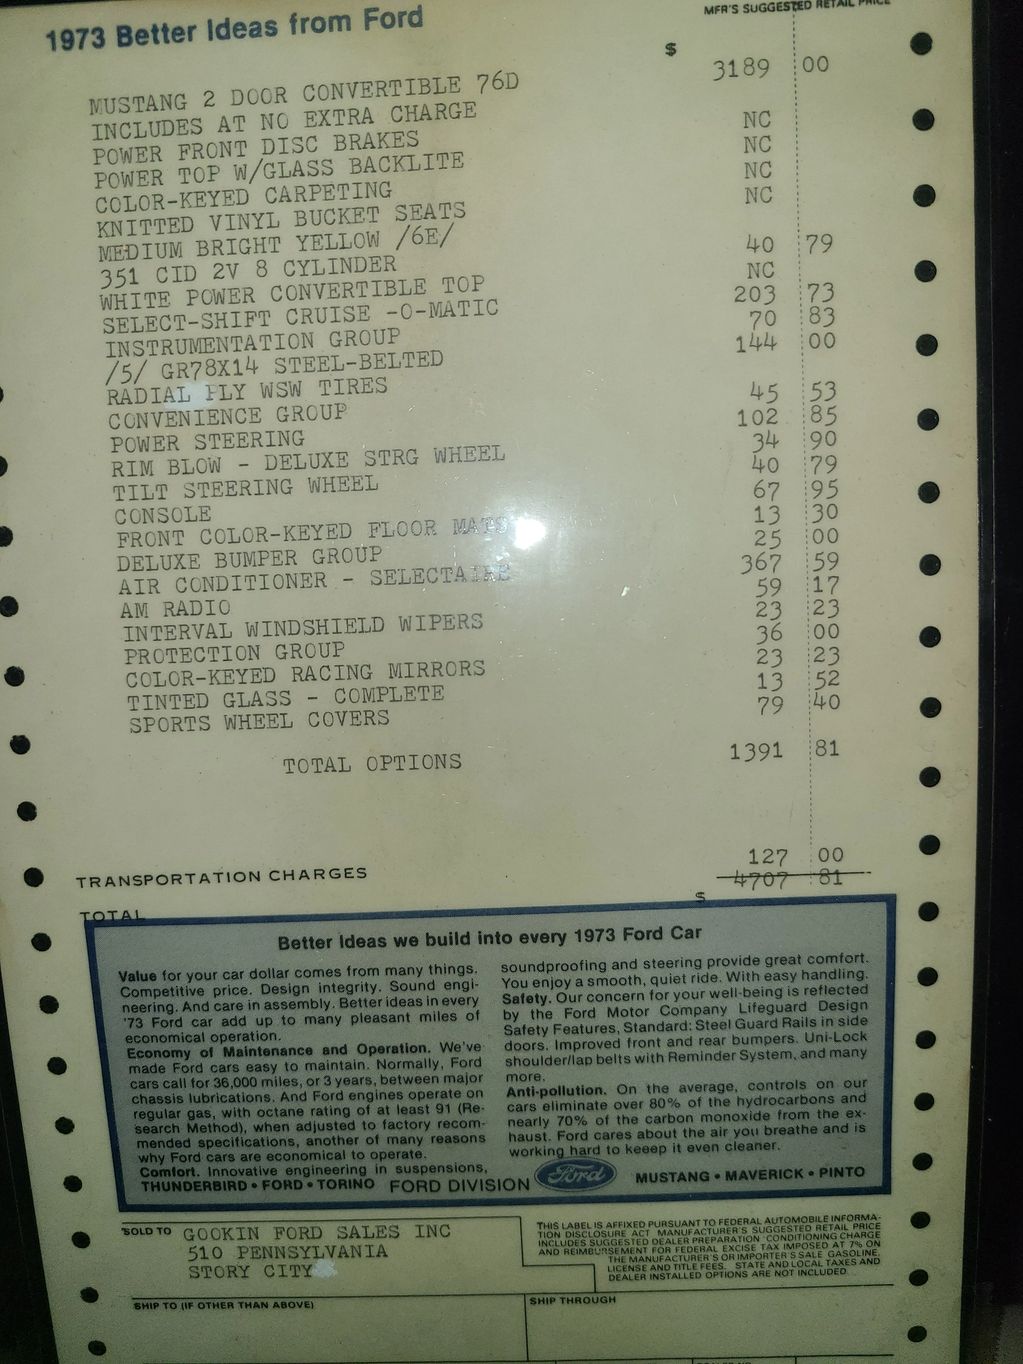 1973 Better Ideas from Ford
MFR'S SUGGESTED RETAIL PRICE
$
MUSTANG 2 DOOR CONVERTIBLE 76D 3189 00
INCLUDES AT NO EXTRA CHARGE
POWER FRONT DISC BRAKES NC
POWER TOP W/GLASS BACKLITE NC
COLOR-KEYED CARPETING NC
KNITTED VINYL BUCKET SEATS NC
MEDIUM BRIGHT YELLOW /6E/
351 CID 2V 8 CYLINDER 40 79
WHITE POWER CONVERTIBLE TOP NC
SELECT-SHIFT CRUISE -O-MATIC 203 73
INSTRUMENTATION GROUP 70 83
/5/ GR78X14 STEEL-BELTED 144 00
RADIAL PLY WSW TIRES
CONVENIENCE GROUP 45 53
POWER STEERING 102 85
RIM BLOW - DELUXE STRG WHEEL 34 90
TILT STEERING WHEEL 40 79
CONSOLE 67 95
FRONT COLOR-KEYED FLOOR MATS 13 30
DELUXE BUMPER GROUP 25 00
AIR CONDITIONER - SELECTAIRE 367 59
AM RADIO 59 17
INTERVAL WINDSHIELD WIPERS 23 23
PROTECTION GROUP 36 00
COLOR-KEYED RACING MIRRORS 23 23
TINTED GLASS - COMPLETE 13 52
SPORTS WHEEL COVERS 79 40
TOTAL OPTIONS 1391 81
TRANSPORTATION CHARGES 127 00
4707 81
TOTAL $
Better Ideas we build into every 1973 Ford Car
Value for your car dollar comes from many things.
Competitive price. Design integrity. Sound engi-
neering. And care in assembly. Better ideas in every
'73 Ford car add up to many pleasant miles of
economical operation.
Economy of Maintenance and Operation. We've
made Ford cars easy to maintain. Normally, Ford
cars call for 36,000 miles, or 3 years, between major
chassis lubrications. And Ford engines operate on
regular gas, with octane rating of at least 91 (Re-
search Method), when adjusted to factory recom-
mended specifications, another of many reasons
why Ford cars are economical to operate.
Comfort. Innovative engineering in suspensions,
soundproofing and steering provide great comfort.
You enjoy a smooth, quiet ride. With easy handling.
Safety. Our concern for your well-being is reflected
by the Ford Motor Company Lifeguard Design
Safety Features, Standard: Steel Guard Rails in side
doors. Improved front and rear bumpers. Uni-Lock
shoulder/lap belts with Reminder System, and many
more.
Anti-pollution. On the average, controls on our
cars eliminate over 80% of the hydrocarbons and
nearly 70% of the carbon monoxide from the ex-
haust. Ford cares about the air you breathe and is
working hard to keeep it even cleaner.
THUNDERBIRD • FORD • TORINO FORD DIVISION Ford MUSTANG • MAVERICK • PINTO
SOLD TO GOOKIN FORD SALES INC
510 PENNSYLVANIA
STORY CITY
THIS LABEL IS AFFIXED PURSUANT TO FEDERAL AUTOMOBILE INFORMA-
TION DISCLOSURE ACT. MANUFACTURER'S SUGGESTED RETAIL PRICE
INCLUDES SUGGESTED DEALER PREPARATION CONDITIONING CHARGE
AND REIMBURSEMENT FOR FEDERAL EXCISE TAX IMPOSED AT 7% ON
THE MANUFACTURER'S OR IMPORTER'S SALE. GASOLINE,
LICENSE AND TITLE FEES. STATE AND LOCAL TAXES AND
DEALER INSTALLED OPTIONS ARE NOT INCLUDED.
SHIP TO (IF OTHER THAN ABOVE)
SHIP THROUGH